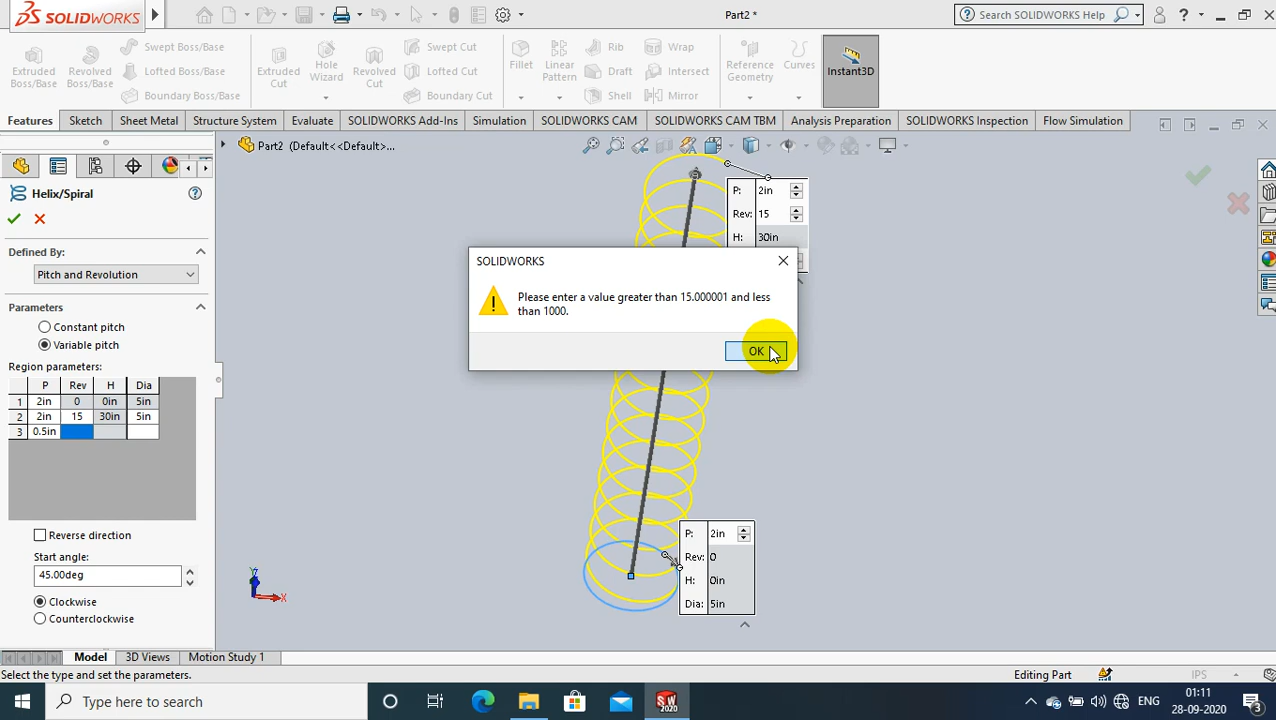 SOLIDWORKS
Part2 *
Search SOLIDWORKS Help
?
Extruded Boss/Base
Revolved Boss/Base
Swept Boss/Base
Lofted Boss/Base
Boundary Boss/Base
Extruded Cut
Hole Wizard
Revolved Cut
Swept Cut
Lofted Cut
Boundary Cut
Fillet
Linear Pattern
Rib
Draft
Shell
Wrap
Intersect
Mirror
Reference Geometry
Curves
Instant3D
Features Sketch Sheet Metal Structure System Evaluate SOLIDWORKS Add-Ins Simulation SOLIDWORKS CAM SOLIDWORKS CAM TBM Analysis Preparation SOLIDWORKS Inspection Flow Simulation
Part2 (Default<<Default>...
Helix/Spiral
Defined By:
Pitch and Revolution
Parameters
Constant pitch
Variable pitch
Region parameters:
P Rev H Dia
1 2in 0 0in 5in
2 2in 15 30in 5in
3 0.5in
Reverse direction
Start angle:
45.00deg
Clockwise
Counterclockwise
P: 2in
Rev: 15
H: 30in
SOLIDWORKS
Please enter a value greater than 15.000001 and less
than 1000.
OK
P: 2in
Rev: 0
H: 0in
Dia: 5in
Y
X
Model 3D Views Motion Study 1
Select the type and set the parameters.
Editing Part
IPS
Type here to search
SW
2020
ENG
01:11
28-09-2020
3